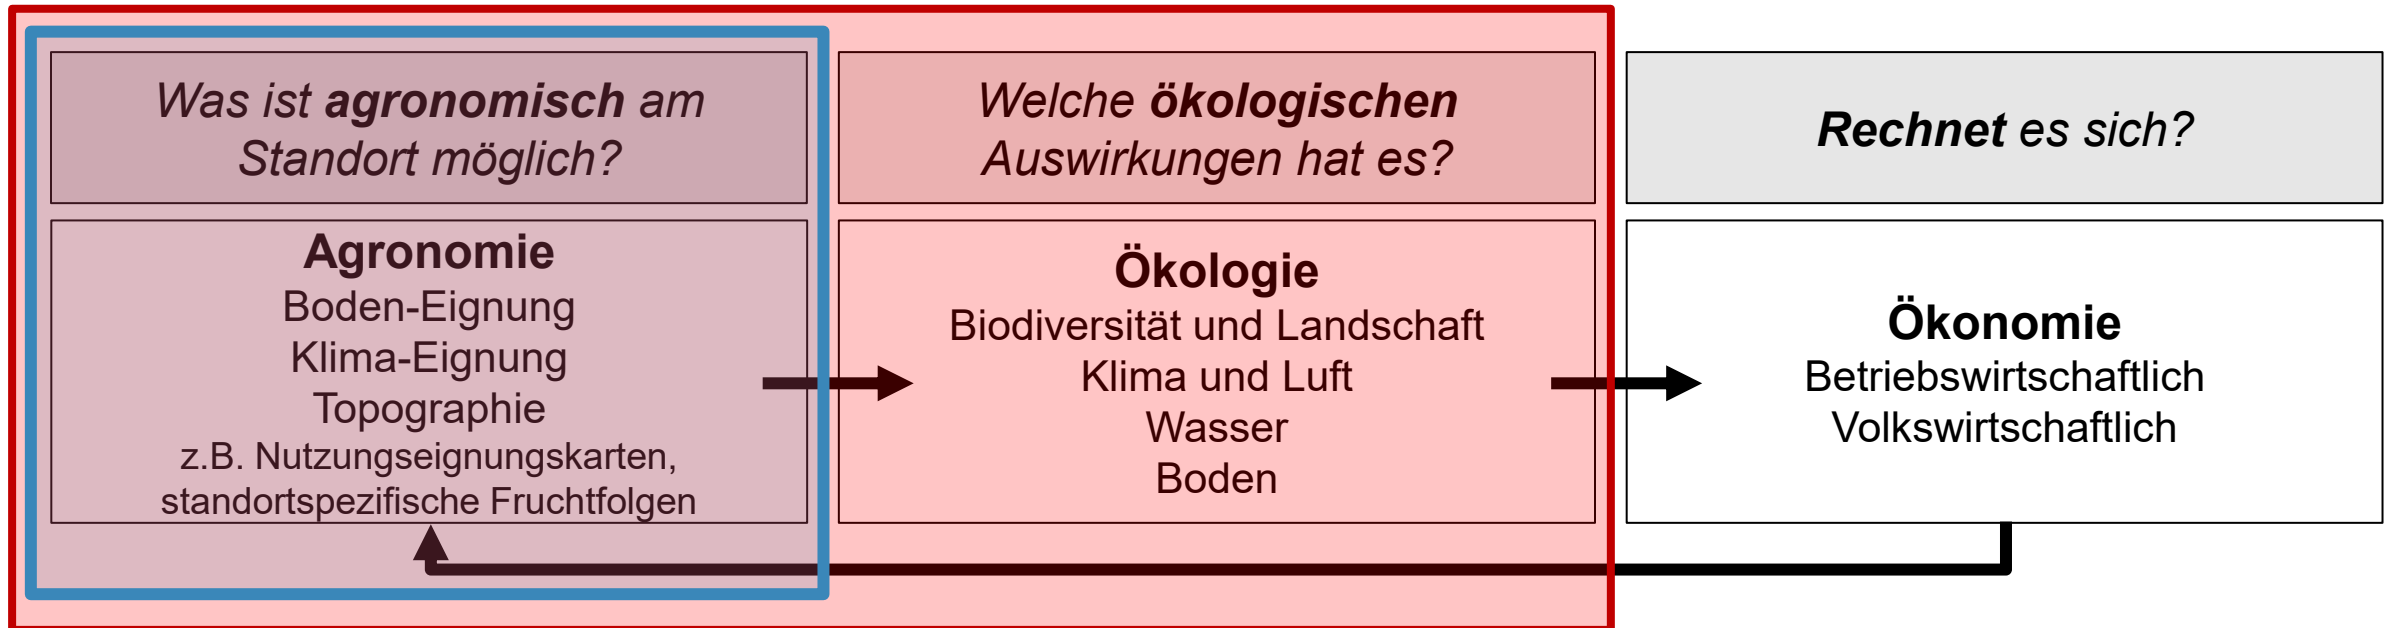 Was ist agronomisch am
Standort möglich?
Welche ökologischen
Auswirkungen hat es?
Rechnet es sich?
Agronomie
Boden-Eignung
Klima-Eignung
Topographie
z.B. Nutzungseignungskarten,
standortspezifische Fruchtfolgen
Ökologie
Biodiversität und Landschaft
Klima und Luft
Wasser
Boden
Ökonomie
Betriebswirtschaftlich
Volkswirtschaftlich